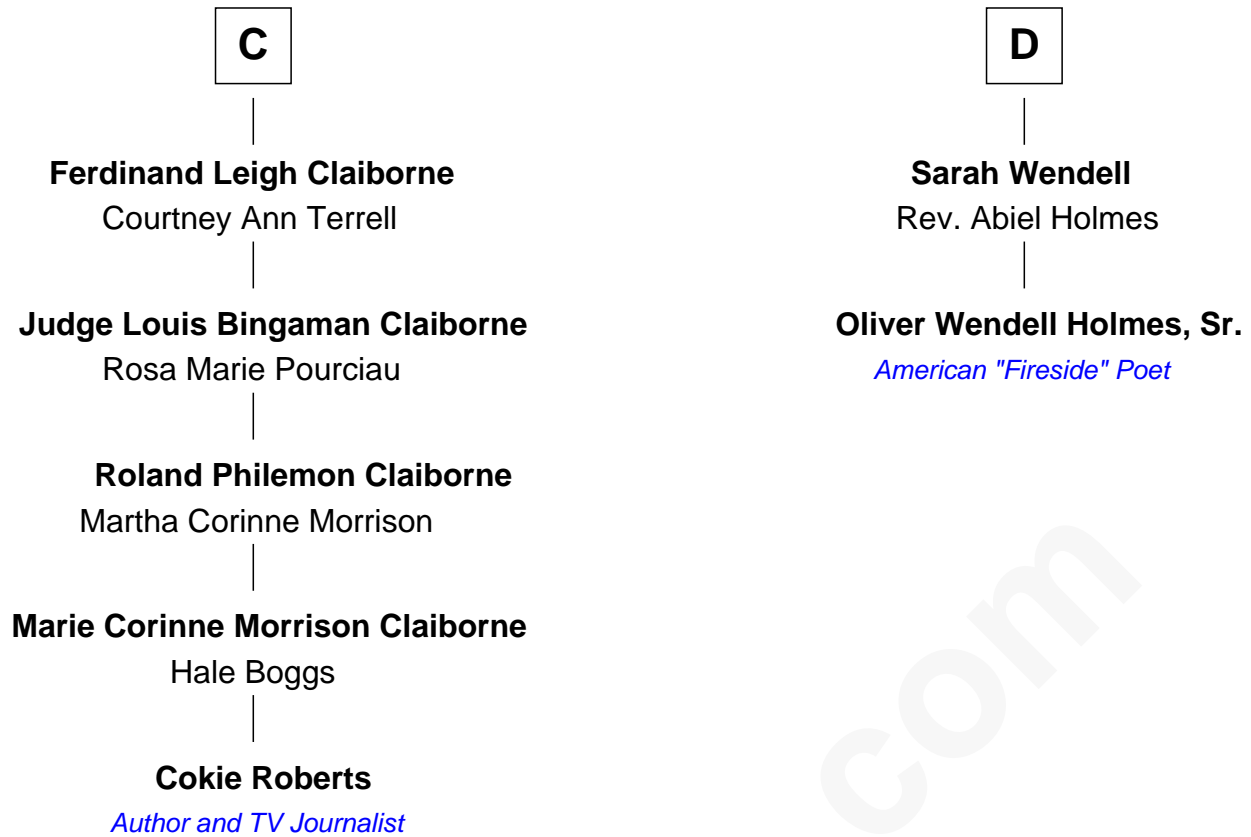 C
Ferdinand Leigh Claiborne
Courtney Ann Terrell
Judge Louis Bingaman Claiborne
Rosa Marie Pourciau
Roland Philemon Claiborne
Martha Corinne Morrison
Marie Corinne Morrison Claiborne
Hale Boggs
Cokie Roberts
Author and TV Journalist
D
Sarah Wendell
Rev. Abiel Holmes
Oliver Wendell Holmes, Sr.
American "Fireside" Poet
com